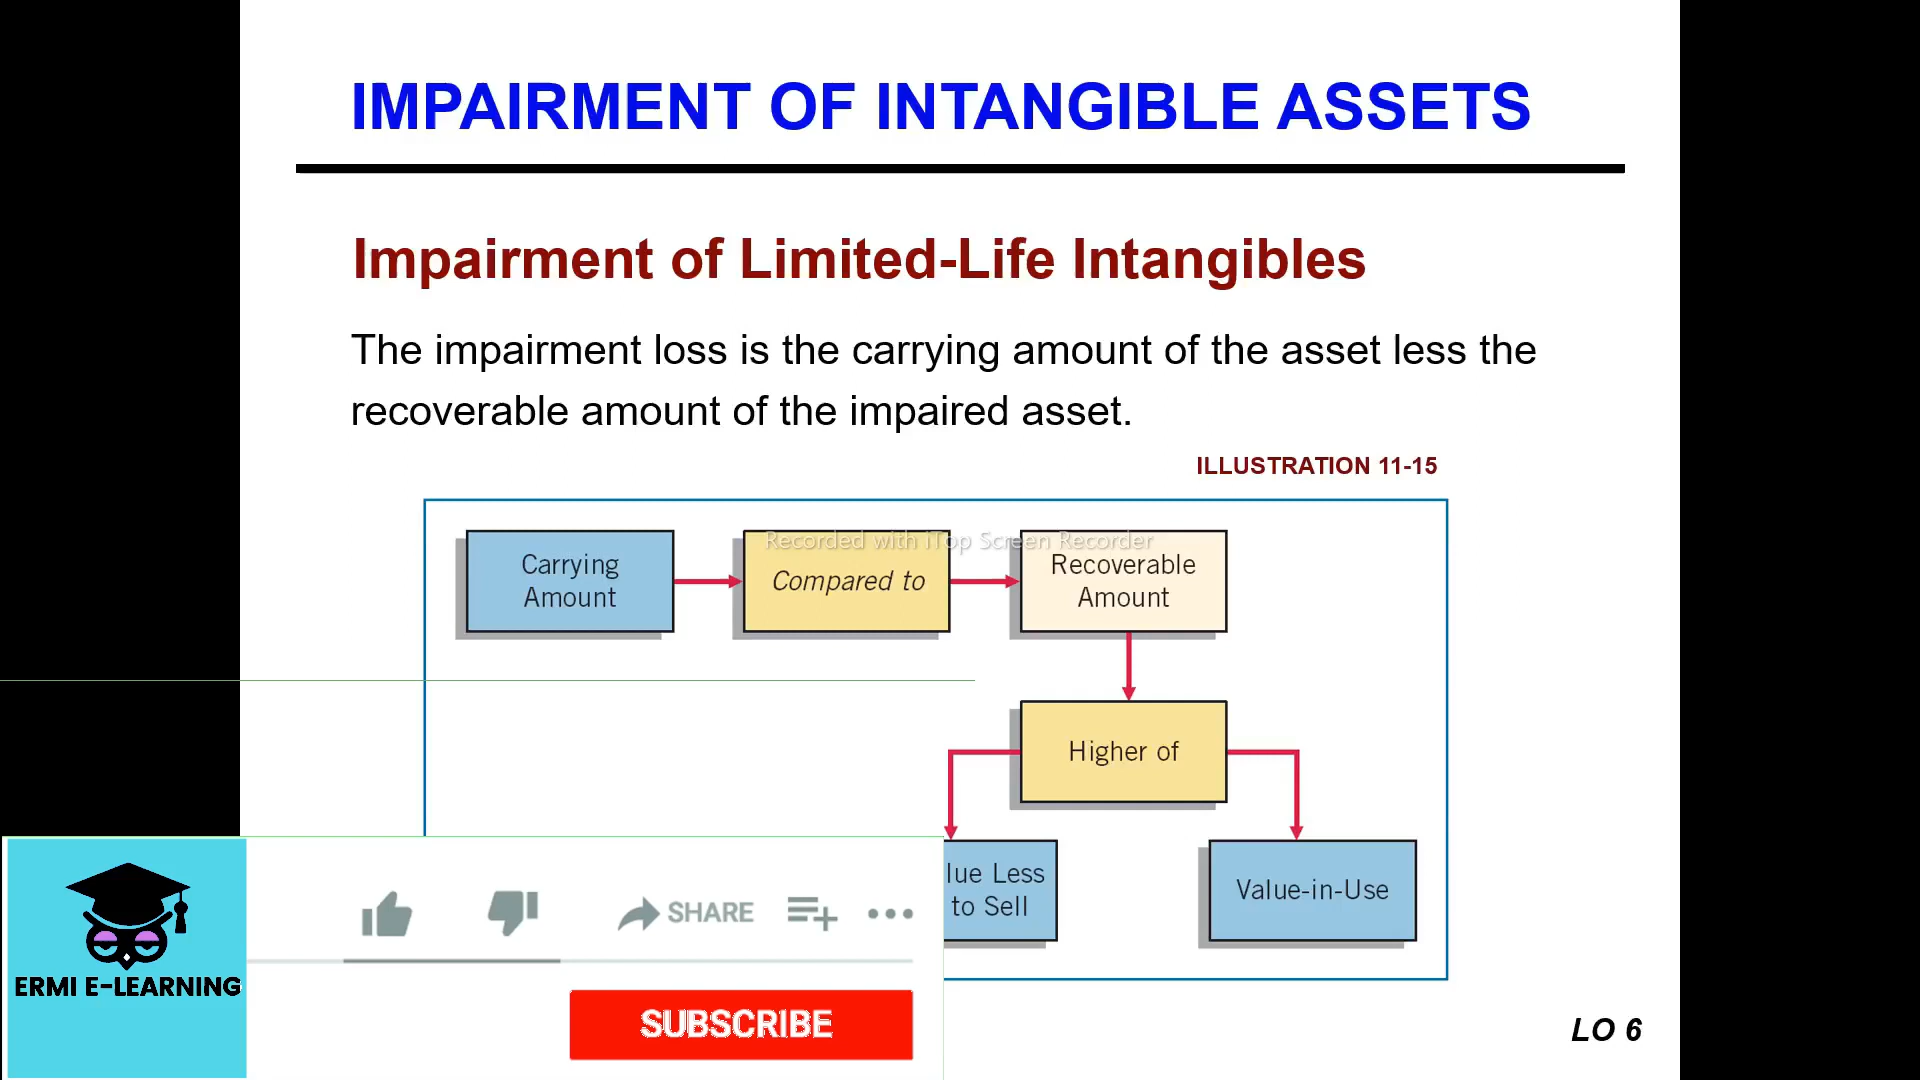 IMPAIRMENT OF INTANGIBLE ASSETS
Impairment of Limited-Life Intangibles
The impairment loss is the carrying amount of the asset less the
recoverable amount of the impaired asset.
ILLUSTRATION 11-15
Recorded with iTop Screen Recorder
Carrying
Amount
Compared to
Recoverable
Amount
Higher of
lue Less
to Sell
Value-in-Use
SHARE
ERMI E-LEARNING
SUBSCRIBE
LO 6